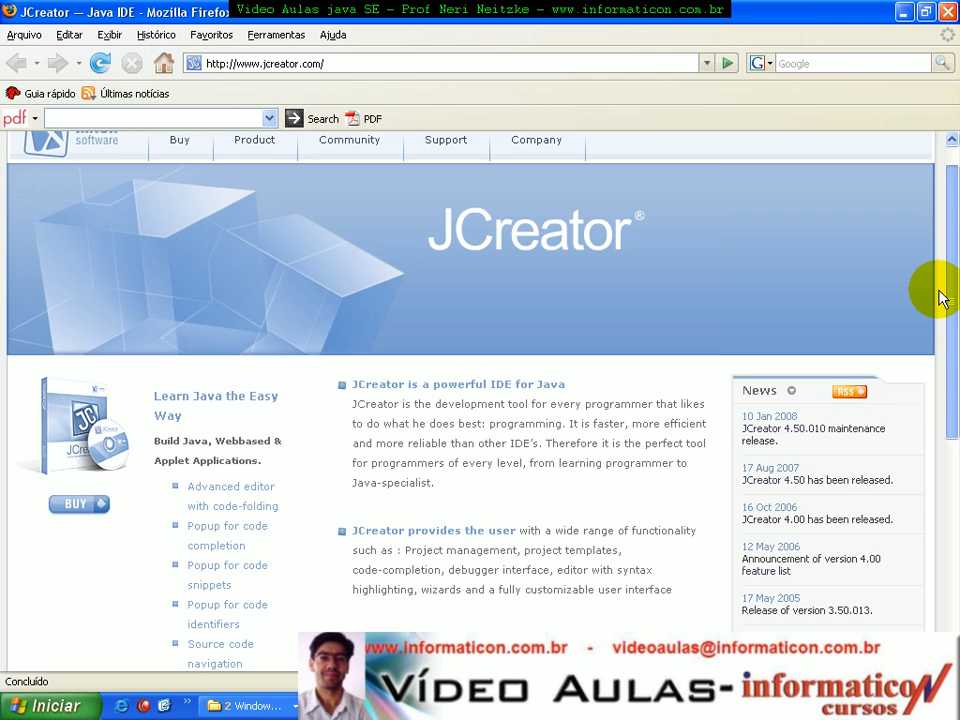 JCreator — Java IDE - Mozilla Firefox
Video Aulas java SE - Prof Neri Neitzke - www.informaticon.com.br
Arquivo Editar Exibir Histórico Favoritos Ferramentas Ajuda
http://www.jcreator.com/
G Google
Guia rápido Últimas notícias
pdf Search PDF
software Buy Product Community Support Company
JCreator®
Learn Java the Easy
Way
Build Java, Webbased &
Applet Applications.
Advanced editor
with code-folding
Popup for code
completion
Popup for code
snippets
Popup for code
identifiers
Source code
navigation
BUY
JCreator is a powerful IDE for Java
JCreator is the development tool for every programmer that likes
to do what he does best: programming. It is faster, more efficient
and more reliable than other IDE's. Therefore it is the perfect tool
for programmers of every level, from learning programmer to
Java-specialist.
JCreator provides the user with a wide range of functionality
such as : Project management, project templates,
code-completion, debugger interface, editor with syntax
highlighting, wizards and a fully customizable user interface
News RSS
10 Jan 2008
JCreator 4.50.010 maintenance
release.
17 Aug 2007
JCreator 4.50 has been released.
16 Oct 2006
JCreator 4.00 has been released.
12 May 2006
Announcement of version 4.00
feature list
17 May 2005
Release of version 3.50.013.
www.informaticon.com.br - videoaulas@informaticon.com.br
VÍDEO AULAS- informaticon
cursos
Concluído
Iniciar 2 Window...